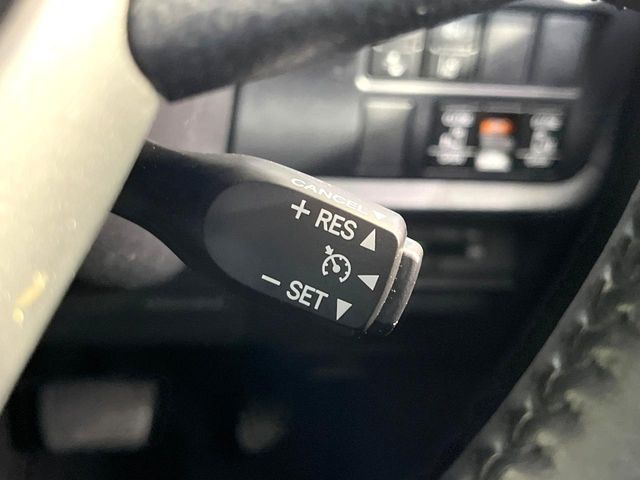 CANCEL
+ RES ▲
◀
− SET ▼